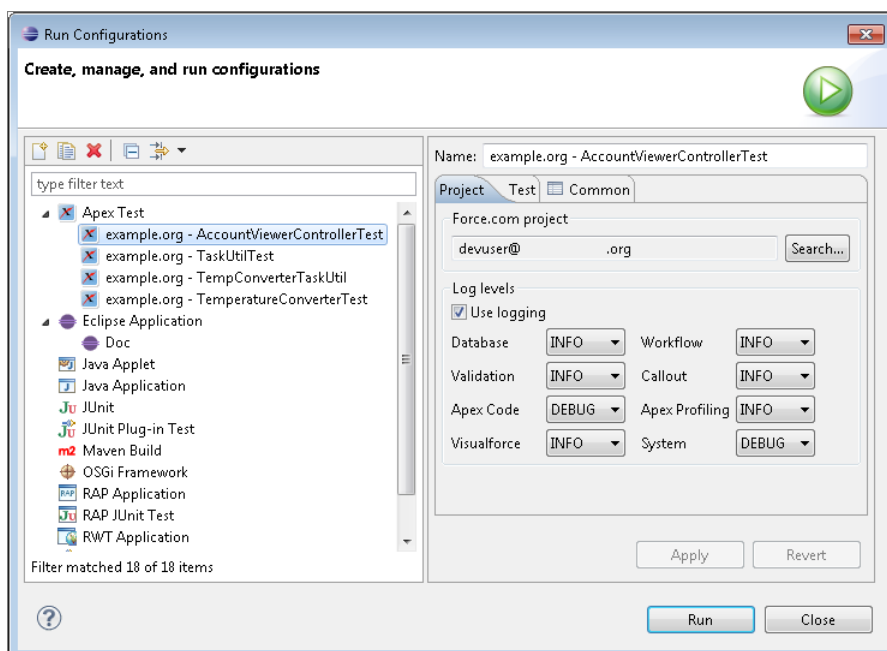 Run Configurations
Create, manage, and run configurations
type filter text
Apex Test
example.org - AccountViewerControllerTest
example.org - TaskUtilTest
example.org - TempConverterTaskUtil
example.org - TemperatureConverterTest
Eclipse Application
Doc
Java Applet
Java Application
Ju JUnit
JUnit Plug-in Test
m2 Maven Build
OSGi Framework
RAP RAP Application
RAP JUnit Test
RWT Application
Filter matched 18 of 18 items
Name: example.org - AccountViewerControllerTest
Project Test Common
Force.com project
devuser@ .org Search...
Log levels
Use logging
Database INFO Workflow INFO
Validation INFO Callout INFO
Apex Code DEBUG Apex Profiling INFO
Visualforce INFO System DEBUG
Apply Revert
? Run Close